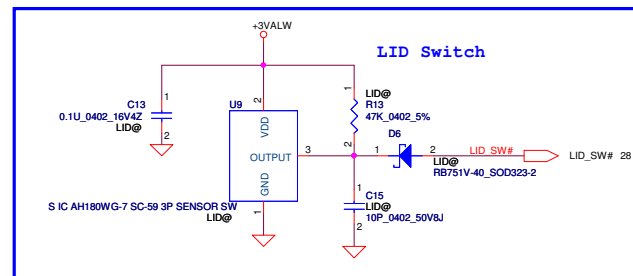 +3VALW
LID Switch
1
C13
0.1U_0402_16V4Z
LID@
2
U9
2
VDD
OUTPUT
3
GND
1
S IC AH180WG-7 SC-59 3P SENSOR SW
LID@
1
LID@
R13
47K_0402_5%
2
D6
1
2
LID@
RB751V-40_SOD323-2
LID_SW#
LID_SW# 28
1
C15
LID@
10P_0402_50V8J
2